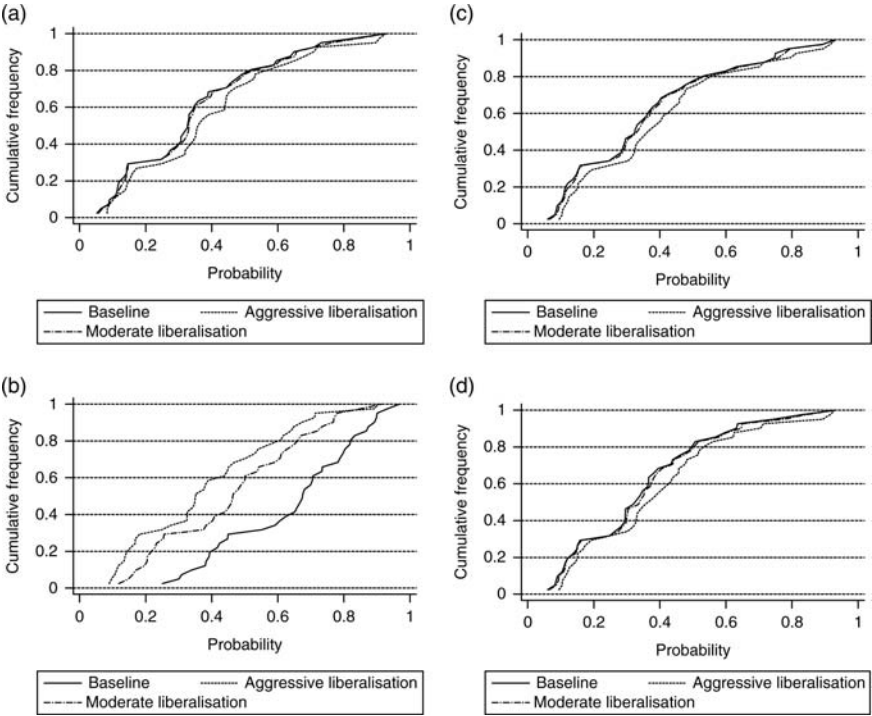 (a)
Cumulative frequency
1
0.8
0.6
0.4
0.2
0
0 0.2 0.4 0.6 0.8 1
Probability
Baseline Aggressive liberalisation
Moderate liberalisation
(c)
Cumulative frequency
1
0.8
0.6
0.4
0.2
0
0 0.2 0.4 0.6 0.8 1
Probability
Baseline Aggressive liberalisation
Moderate liberalisation
(b)
Cumulative frequency
1
0.8
0.6
0.4
0.2
0
0 0.2 0.4 0.6 0.8 1
Probability
Baseline Aggressive liberalisation
Moderate liberalisation
(d)
Cumulative frequency
1
0.8
0.6
0.4
0.2
0
0 0.2 0.4 0.6 0.8 1
Probability
Baseline Aggressive liberalisation
Moderate liberalisation